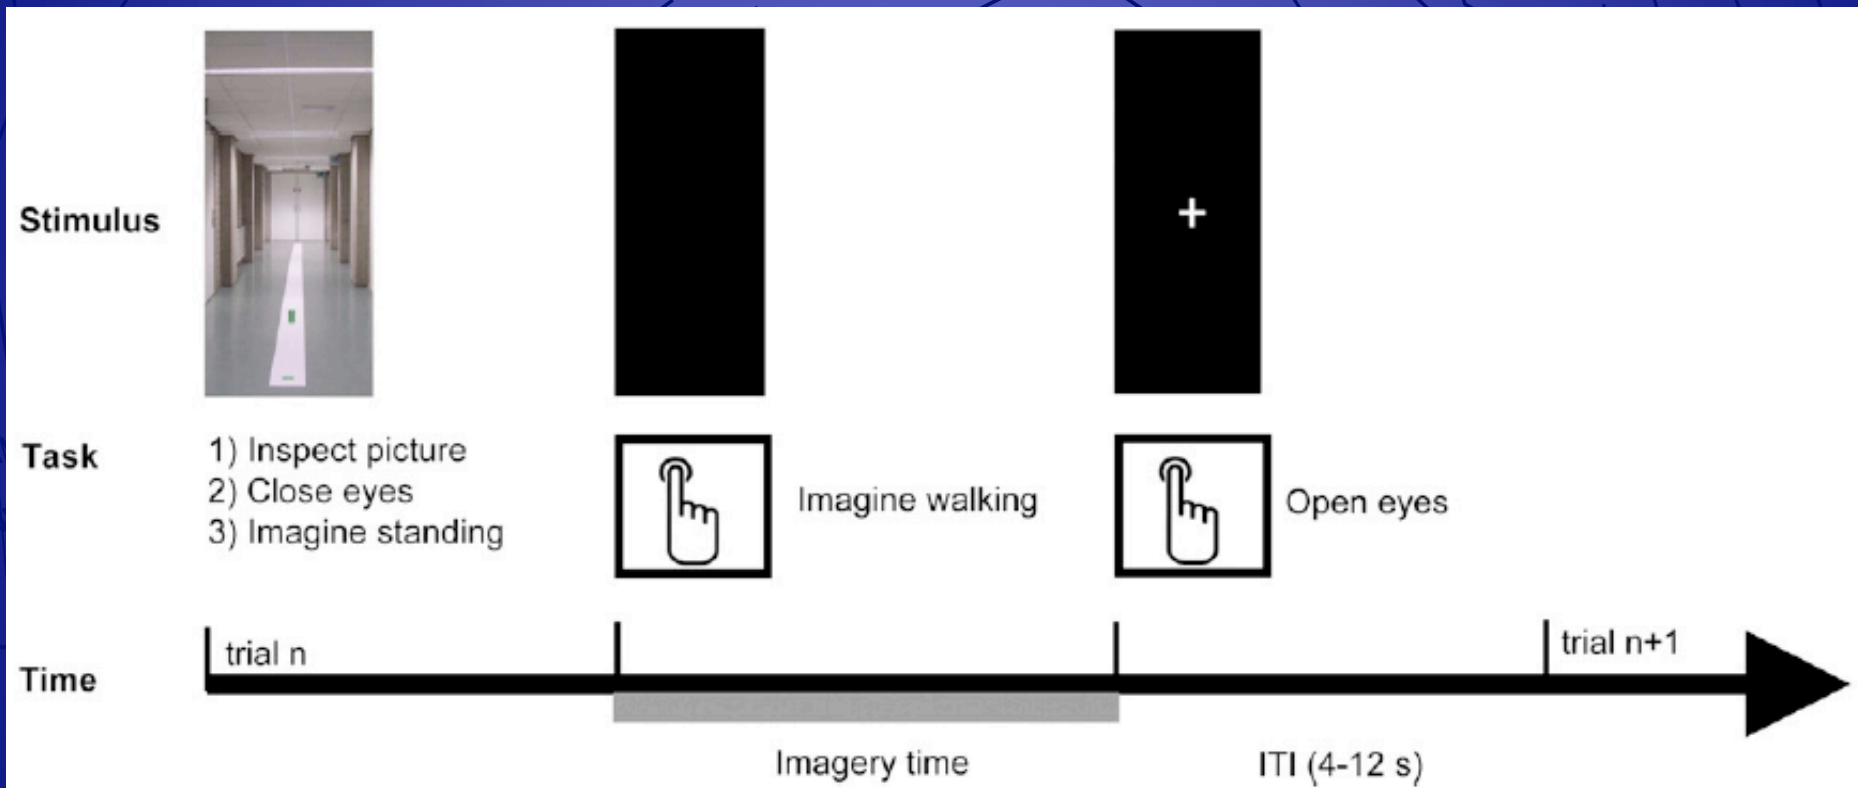 Stimulus
+
Task
1) Inspect picture
2) Close eyes
3) Imagine standing
Imagine walking
Open eyes
Time
trial n
trial n+1
Imagery time
ITI (4-12 s)